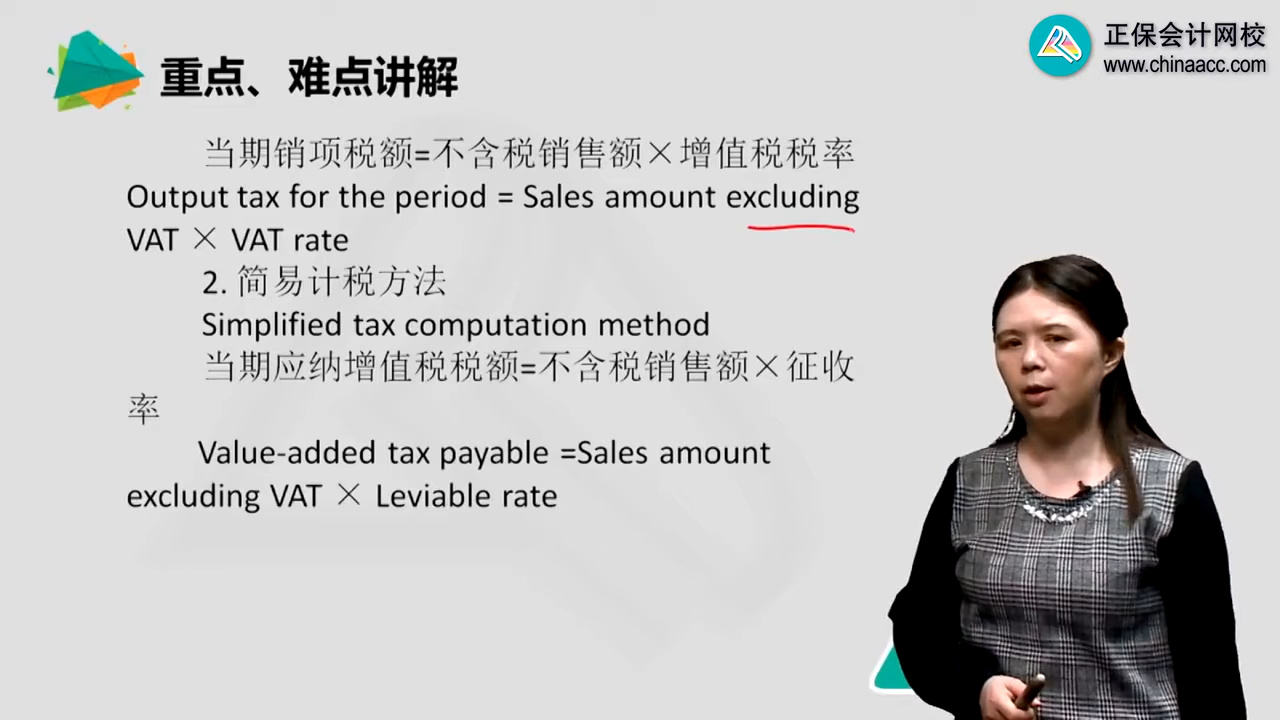 正保会计网校
www.chinaacc.com
重点、难点讲解
当期销项税额=不含税销售额×增值税税率
Output tax for the period = Sales amount excluding
VAT × VAT rate
2. 简易计税方法
Simplified tax computation method
当期应纳增值税税额=不含税销售额×征收
率
Value-added tax payable =Sales amount
excluding VAT × Leviable rate